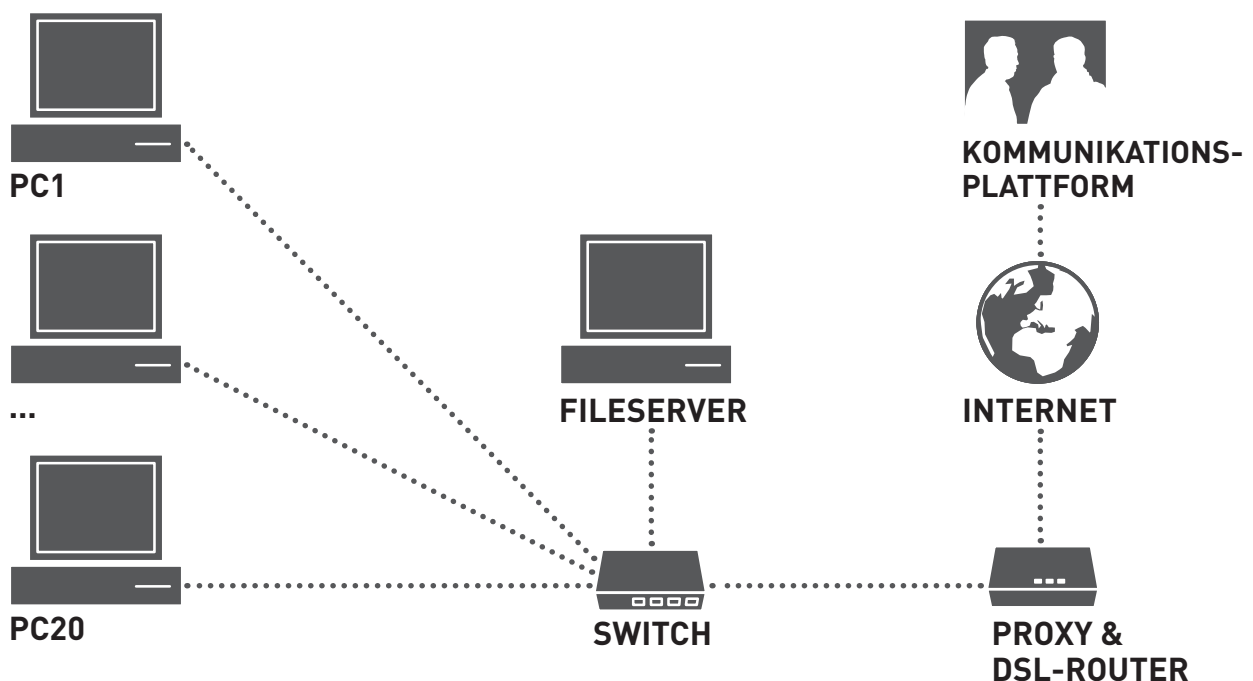 PC1
...
PC20
FILESERVER
SWITCH
KOMMUNIKATIONS-
PLATTFORM
INTERNET
PROXY &
DSL-ROUTER